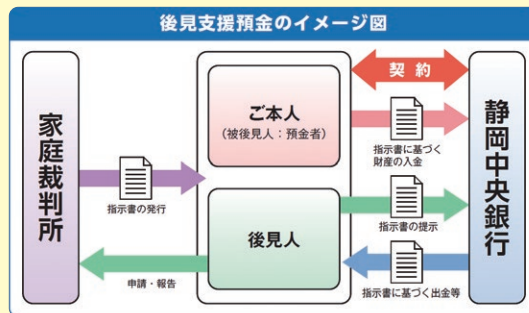 後見支援預金のイメージ図
家庭裁判所
指示書の発行
申請・報告
ご本人
（被後見人：預金者）
後見人
契約
指示書に基づく
財産の入金
指示書の提示
指示書に基づく出金等
静岡中央銀行